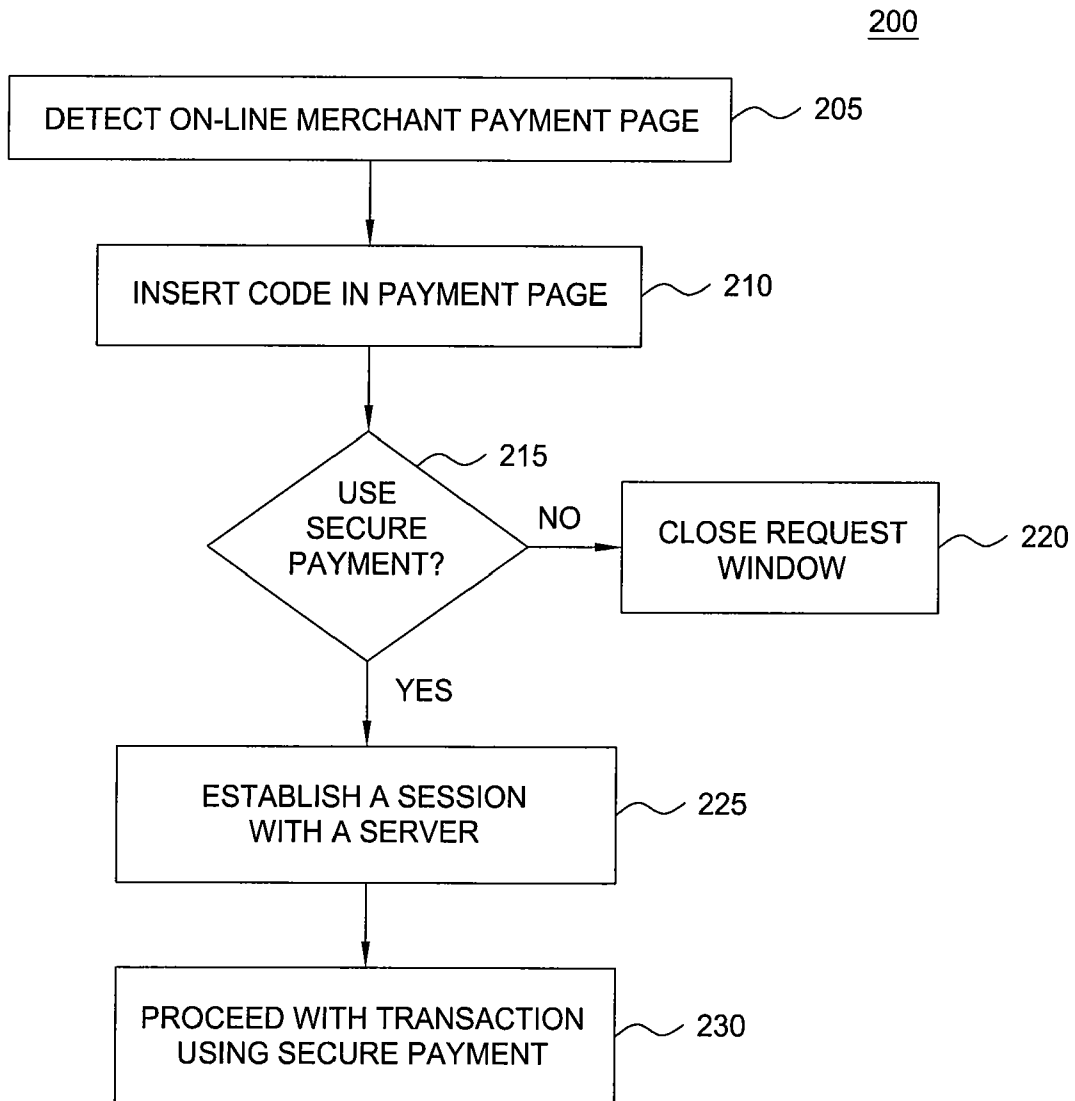 200
DETECT ON-LINE MERCHANT PAYMENT PAGE
205
INSERT CODE IN PAYMENT PAGE
210
215
USE
SECURE
PAYMENT?
NO
CLOSE REQUEST
WINDOW
220
YES
ESTABLISH A SESSION
WITH A SERVER
225
PROCEED WITH TRANSACTION
USING SECURE PAYMENT
230